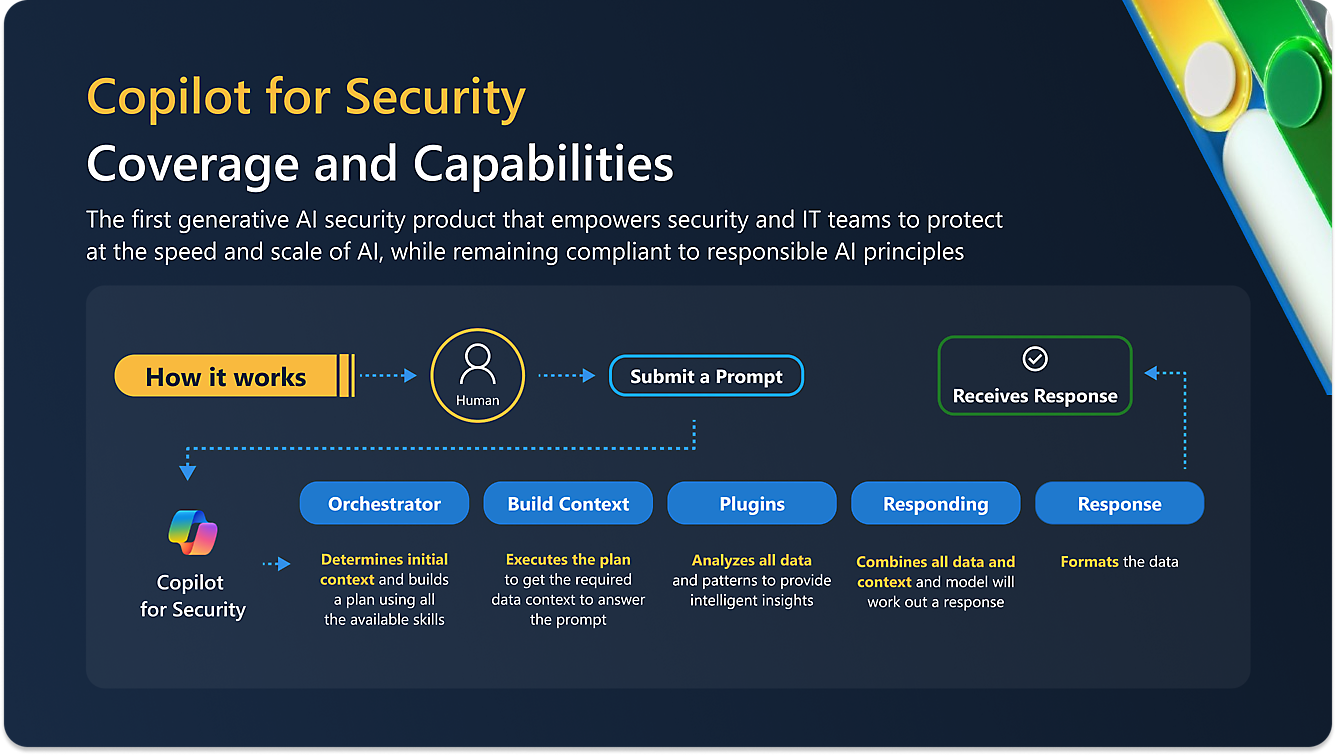 Copilot for Security
Coverage and Capabilities
The first generative AI security product that empowers security and IT teams to protect
at the speed and scale of AI, while remaining compliant to responsible AI principles
How it works
Human
Submit a Prompt
Receives Response
Copilot
for Security
Orchestrator
Determines initial
context and builds
a plan using all
the available skills
Build Context
Executes the plan
to get the required
data context to answer
the prompt
Plugins
Analyzes all data
and patterns to provide
intelligent insights
Responding
Combines all data and
context and model will
work out a response
Response
Formats the data